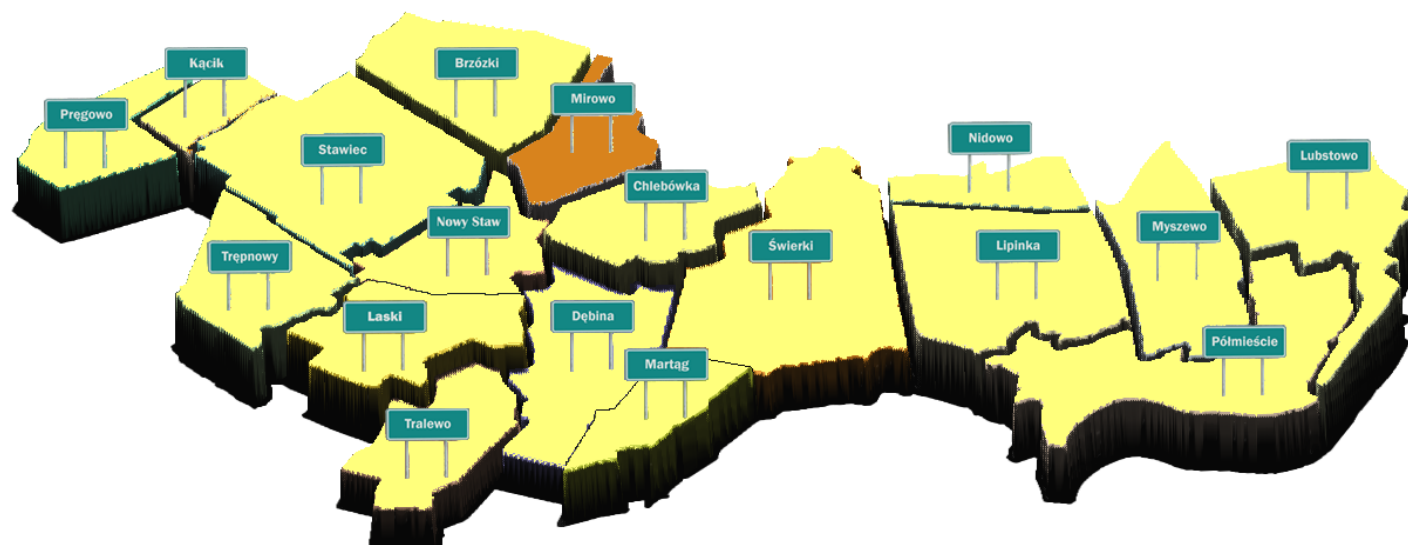 Kącik
Brzózki
Mirowo
Pręgowo
Stawiec
Nidowo
Lubstowo
Chlebówka
Nowy Staw
Myszewo
Trępnowy
Świerki
Lipinka
Laski
Dębina
Półmieście
Martąg
Tralewo